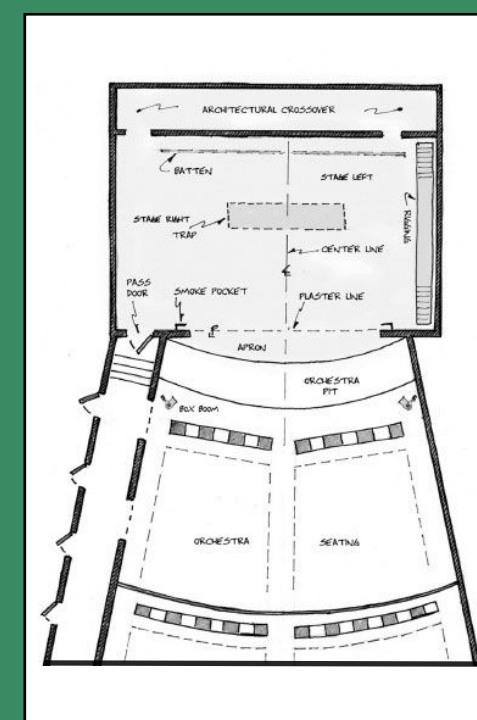 ARCHITECTURAL CROSSOVER
BATTEN
STAGE LEFT
STAGE RIGHT
TRAP
RIGGING
CENTER LINE
PASS
DOOR
SMOKE POCKET
PLASTER LINE
APRON
ORCHESTRA
PIT
BOX BOOM
ORCHESTRA
SEATING